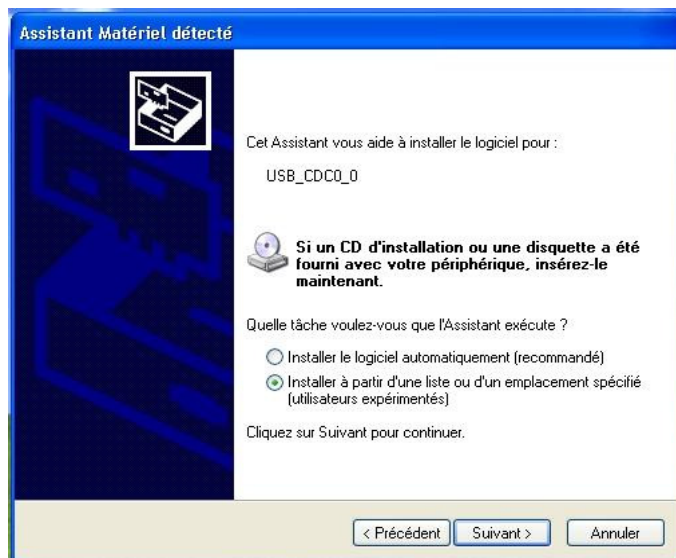 Assistant Matériel détecté
Cet Assistant vous aide à installer le logiciel pour :
USB_CDC0_0
Si un CD d'installation ou une disquette a été
fourni avec votre périphérique, insérez-le
maintenant.
Quelle tâche voulez-vous que l'Assistant exécute ?
Installer le logiciel automatiquement (recommandé)
Installer à partir d'une liste ou d'un emplacement spécifié
(utilisateurs expérimentés)
Cliquez sur Suivant pour continuer.
< Précédent Suivant > Annuler